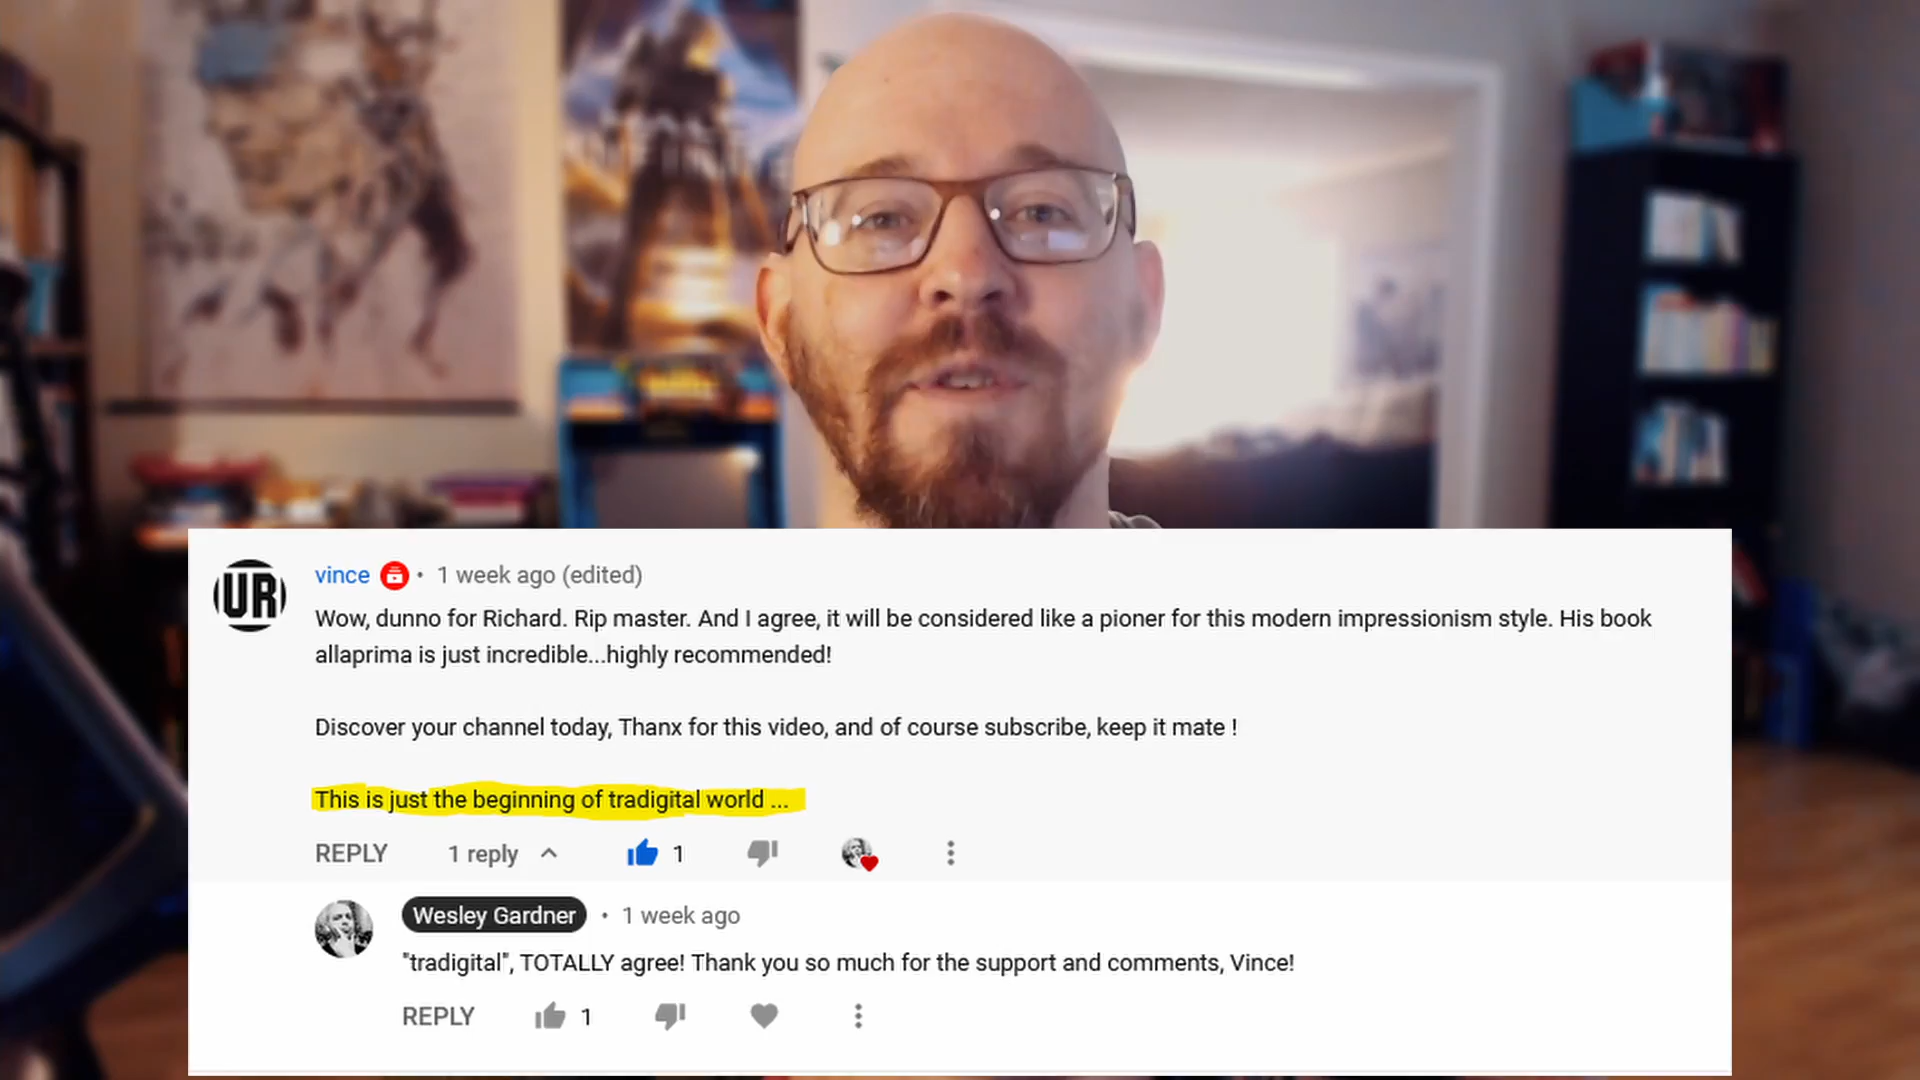 HALO
INFINITE
UR
vince • 1 week ago (edited)
Wow, dunno for Richard. Rip master. And I agree, it will be considered like a pioner for this modern impressionism style. His book
allaprima is just incredible...highly recommended!
Discover your channel today, Thanx for this video, and of course subscribe, keep it mate !
This is just the beginning of tradigital world ...
REPLY 1 reply 1
Wesley Gardner • 1 week ago
"tradigital", TOTALLY agree! Thank you so much for the support and comments, Vince!
REPLY 1